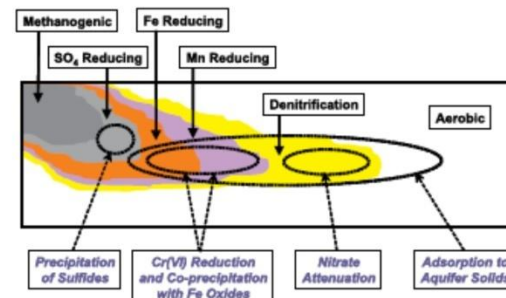 Methanogenic
Fe Reducing
SO₄ Reducing
Mn Reducing
Denitrification
Aerobic
Precipitation
of Sulfides
Cr(VI) Reduction
and Co-precipitation
with Fe Oxides
Nitrate
Attenuation
Adsorption to
Aquifer Solids